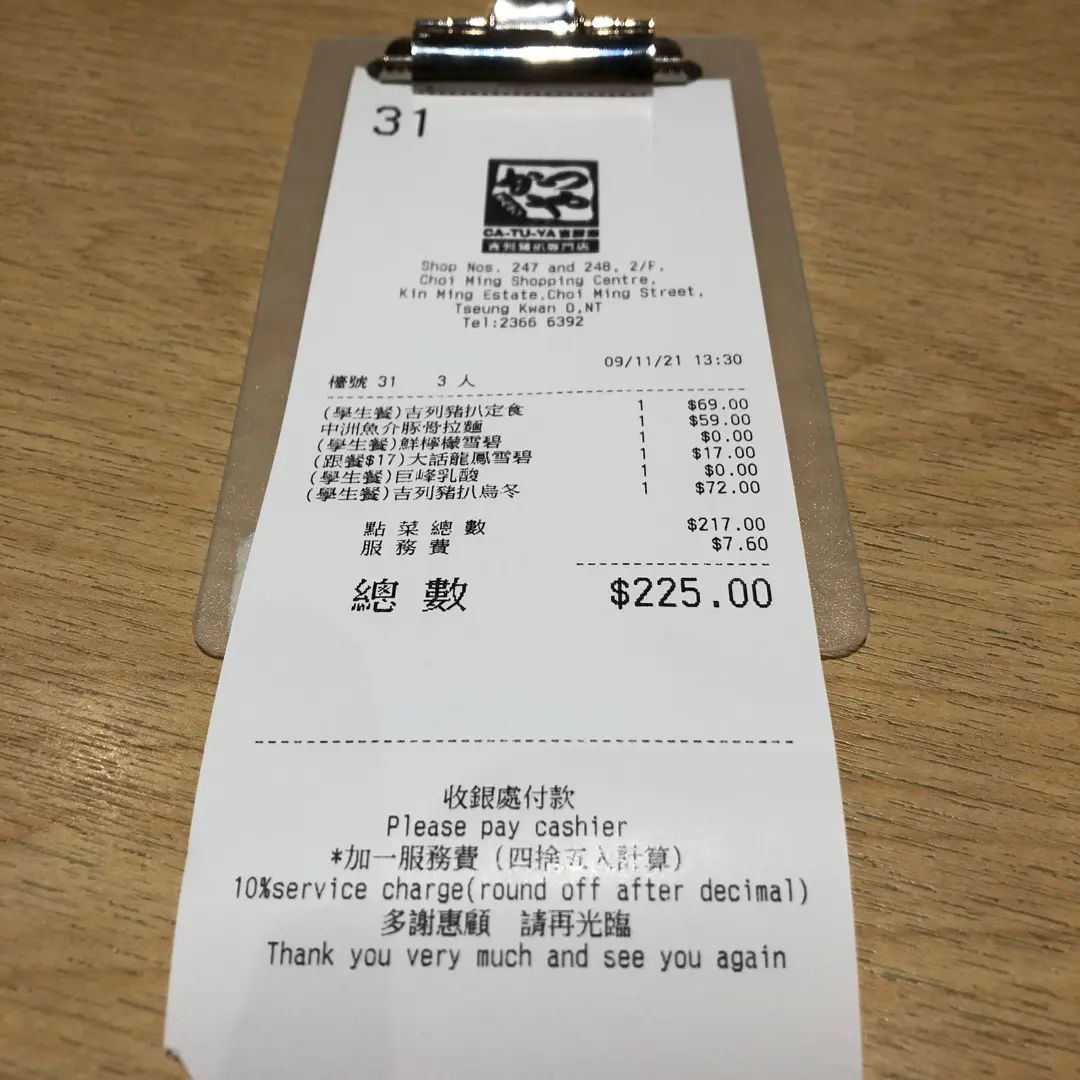 31
かつや
CA-TU-YA 吉豚屋
吉列豬扒專門店
Shop Nos. 247 and 248, 2/F,
Choi Ming Shopping Centre,
Kin Ming Estate,Choi Ming Street,
Tseung Kwan O,NT
Tel:2366 6392
09/11/21 13:30
檯號 31 3 人
(學生餐)吉列豬扒定食 1 $69.00
中洲魚介豚骨拉麵 1 $59.00
(學生餐)鮮檸檬雪碧 1 $0.00
(跟餐$17)大話龍鳳雪碧 1 $17.00
(學生餐)巨峰乳酸 1 $0.00
(學生餐)吉列豬扒烏冬 1 $72.00
點菜總數 $217.00
服務費 $7.60
總數 $225.00
收銀處付款
Please pay cashier
*加一服務費(四捨五入計算)
10%service charge(round off after decimal)
多謝惠顧 請再光臨
Thank you very much and see you again